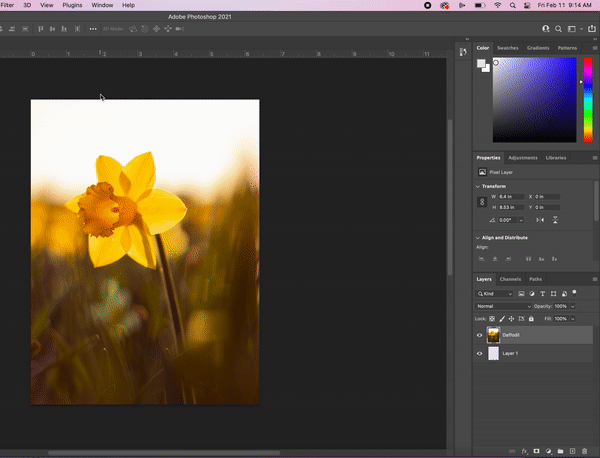 Filter 3D View Plugins Window Help Fri Feb 11 9:14 AM
Adobe Photoshop 2021
3D Mode:
0 1 2 3 4 5 6 7 8 9 10 11
Color Swatches Gradients Patterns
Properties Adjustments Libraries
Pixel Layer
Transform
W 6.4 in X 0 in
H 8.53 in Y 0 in
0.00°
Align and Distribute
Align:
Layers Channels Paths
Kind
Normal Opacity: 100%
Lock: Fill: 100%
Daffodil
Layer 1
fx